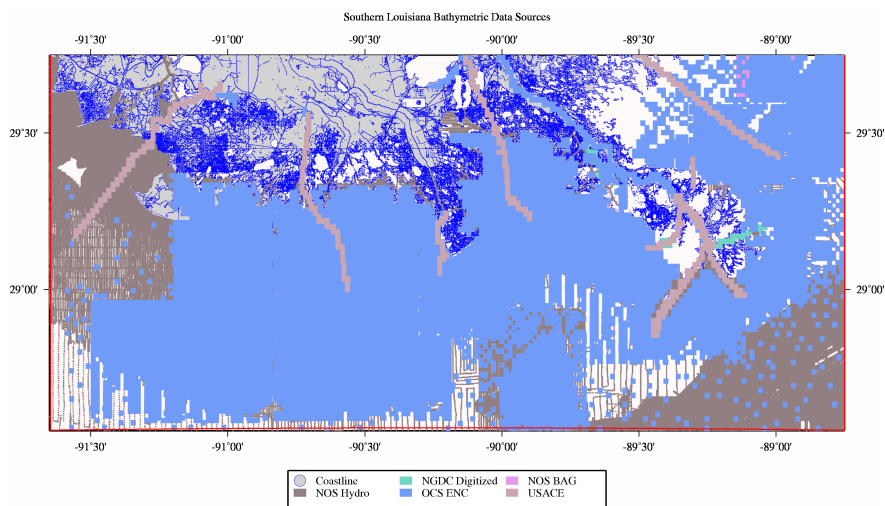 Southern Louisiana Bathymetric Data Sources
-91˚30' -91˚00' -90˚30' -90˚00' -89˚30' -89˚00'
29˚30' 29˚30'
29˚00' 29˚00'
-91˚30' -91˚00' -90˚30' -90˚00' -89˚30' -89˚00'
Coastline NGDC Digitized NOS BAG
NOS Hydro OCS ENC USACE